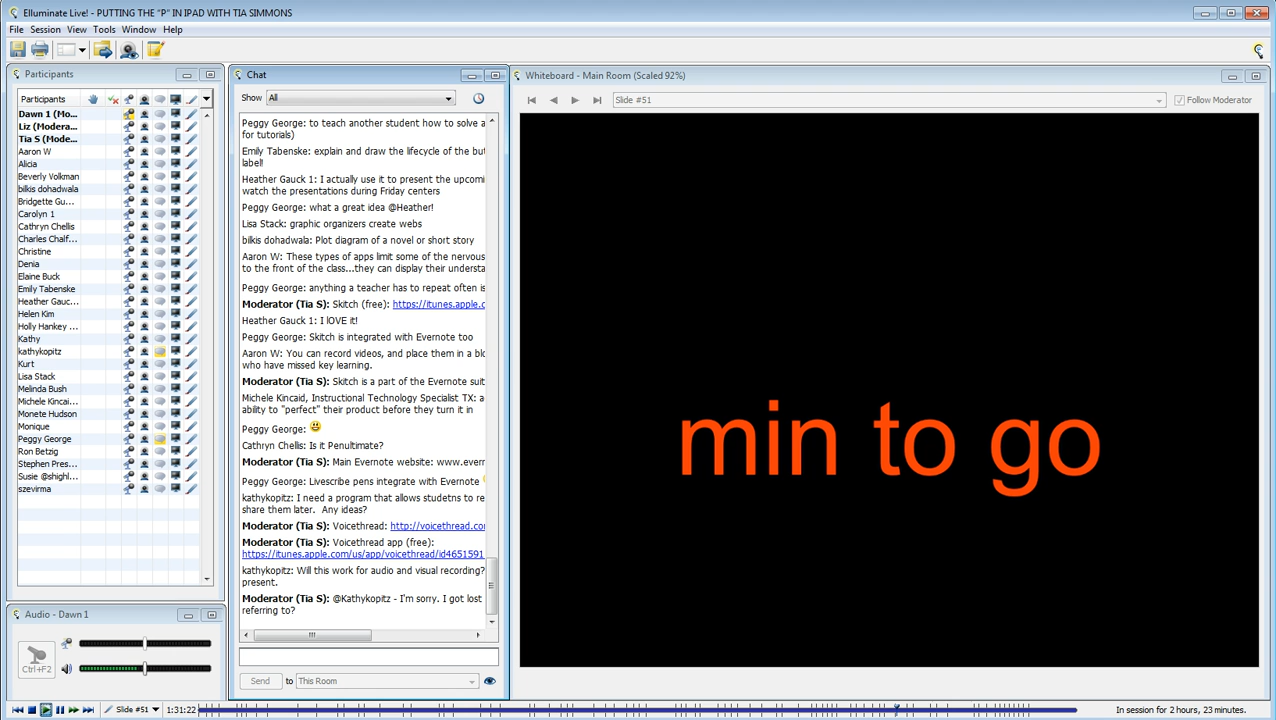 Elluminate Live! - PUTTING THE "P" IN IPAD WITH TIA SIMMONS
File Session View Tools Window Help
Participants
Participants
Dawn 1 (Mo...
Liz (Modera...
Tia S (Mode...
Aaron W
Alicia
Beverly Volkman
bilkis dohadwala
Bridgette Gu...
Carolyn 1
Cathryn Chellis
Charles Chalf...
Christine
Denia
Elaine Buck
Emily Tabenske
Heather Gauc...
Helen Kim
Holly Hankey ...
Kathy
kathykopitz
Kurt
Lisa Stack
Melinda Bush
Michele Kincai...
Monete Hudson
Monique
Peggy George
Ron Betzig
Stephen Pres...
Susie @shighl...
szevirma
Audio - Dawn 1
Ctrl+F2
Chat
Show All
Peggy George: to teach another student how to solve a
for tutorials)
Emily Tabenske: explain and draw the lifecycle of the but
label!
Heather Gauck 1: I actually use it to present the upcomi
watch the presentations during Friday centers
Peggy George: what a great idea @Heather!
Lisa Stack: graphic organizers create webs
bilkis dohadwala: Plot diagram of a novel or short story
Aaron W: These types of apps limit some of the nervous
to the front of the class...they can display their understa
Peggy George: anything a teacher has to repeat often is
Moderator (Tia S): Skitch (free): https://itunes.apple.c
Heather Gauck 1: I lOVE it!
Peggy George: Skitch is integrated with Evernote too
Aaron W: You can record videos, and place them in a blo
who have missed key learning.
Moderator (Tia S): Skitch is a part of the Evernote suit
Michele Kincaid, Instructional Technology Specialist TX: a
ability to "perfect" their product before they turn it in
Peggy George:
Cathryn Chellis: Is it Penultimate?
Moderator (Tia S): Main Evernote website: www.evern
Peggy George: Livescribe pens integrate with Evernote
kathykopitz: I need a program that allows studetns to re
share them later. Any ideas?
Moderator (Tia S): Voicethread: http://voicethread.co
Moderator (Tia S): Voicethread app (free):
https://itunes.apple.com/us/app/voicethread/id4651591
kathykopitz: Will this work for audio and visual recording?
present.
Moderator (Tia S): @Kathykopitz - I'm sorry. I got lost
referring to?
Send to This Room
Whiteboard - Main Room (Scaled 92%)
Slide #51 Follow Moderator
min to go
Slide #51 1:31:22 In session for 2 hours, 23 minutes.